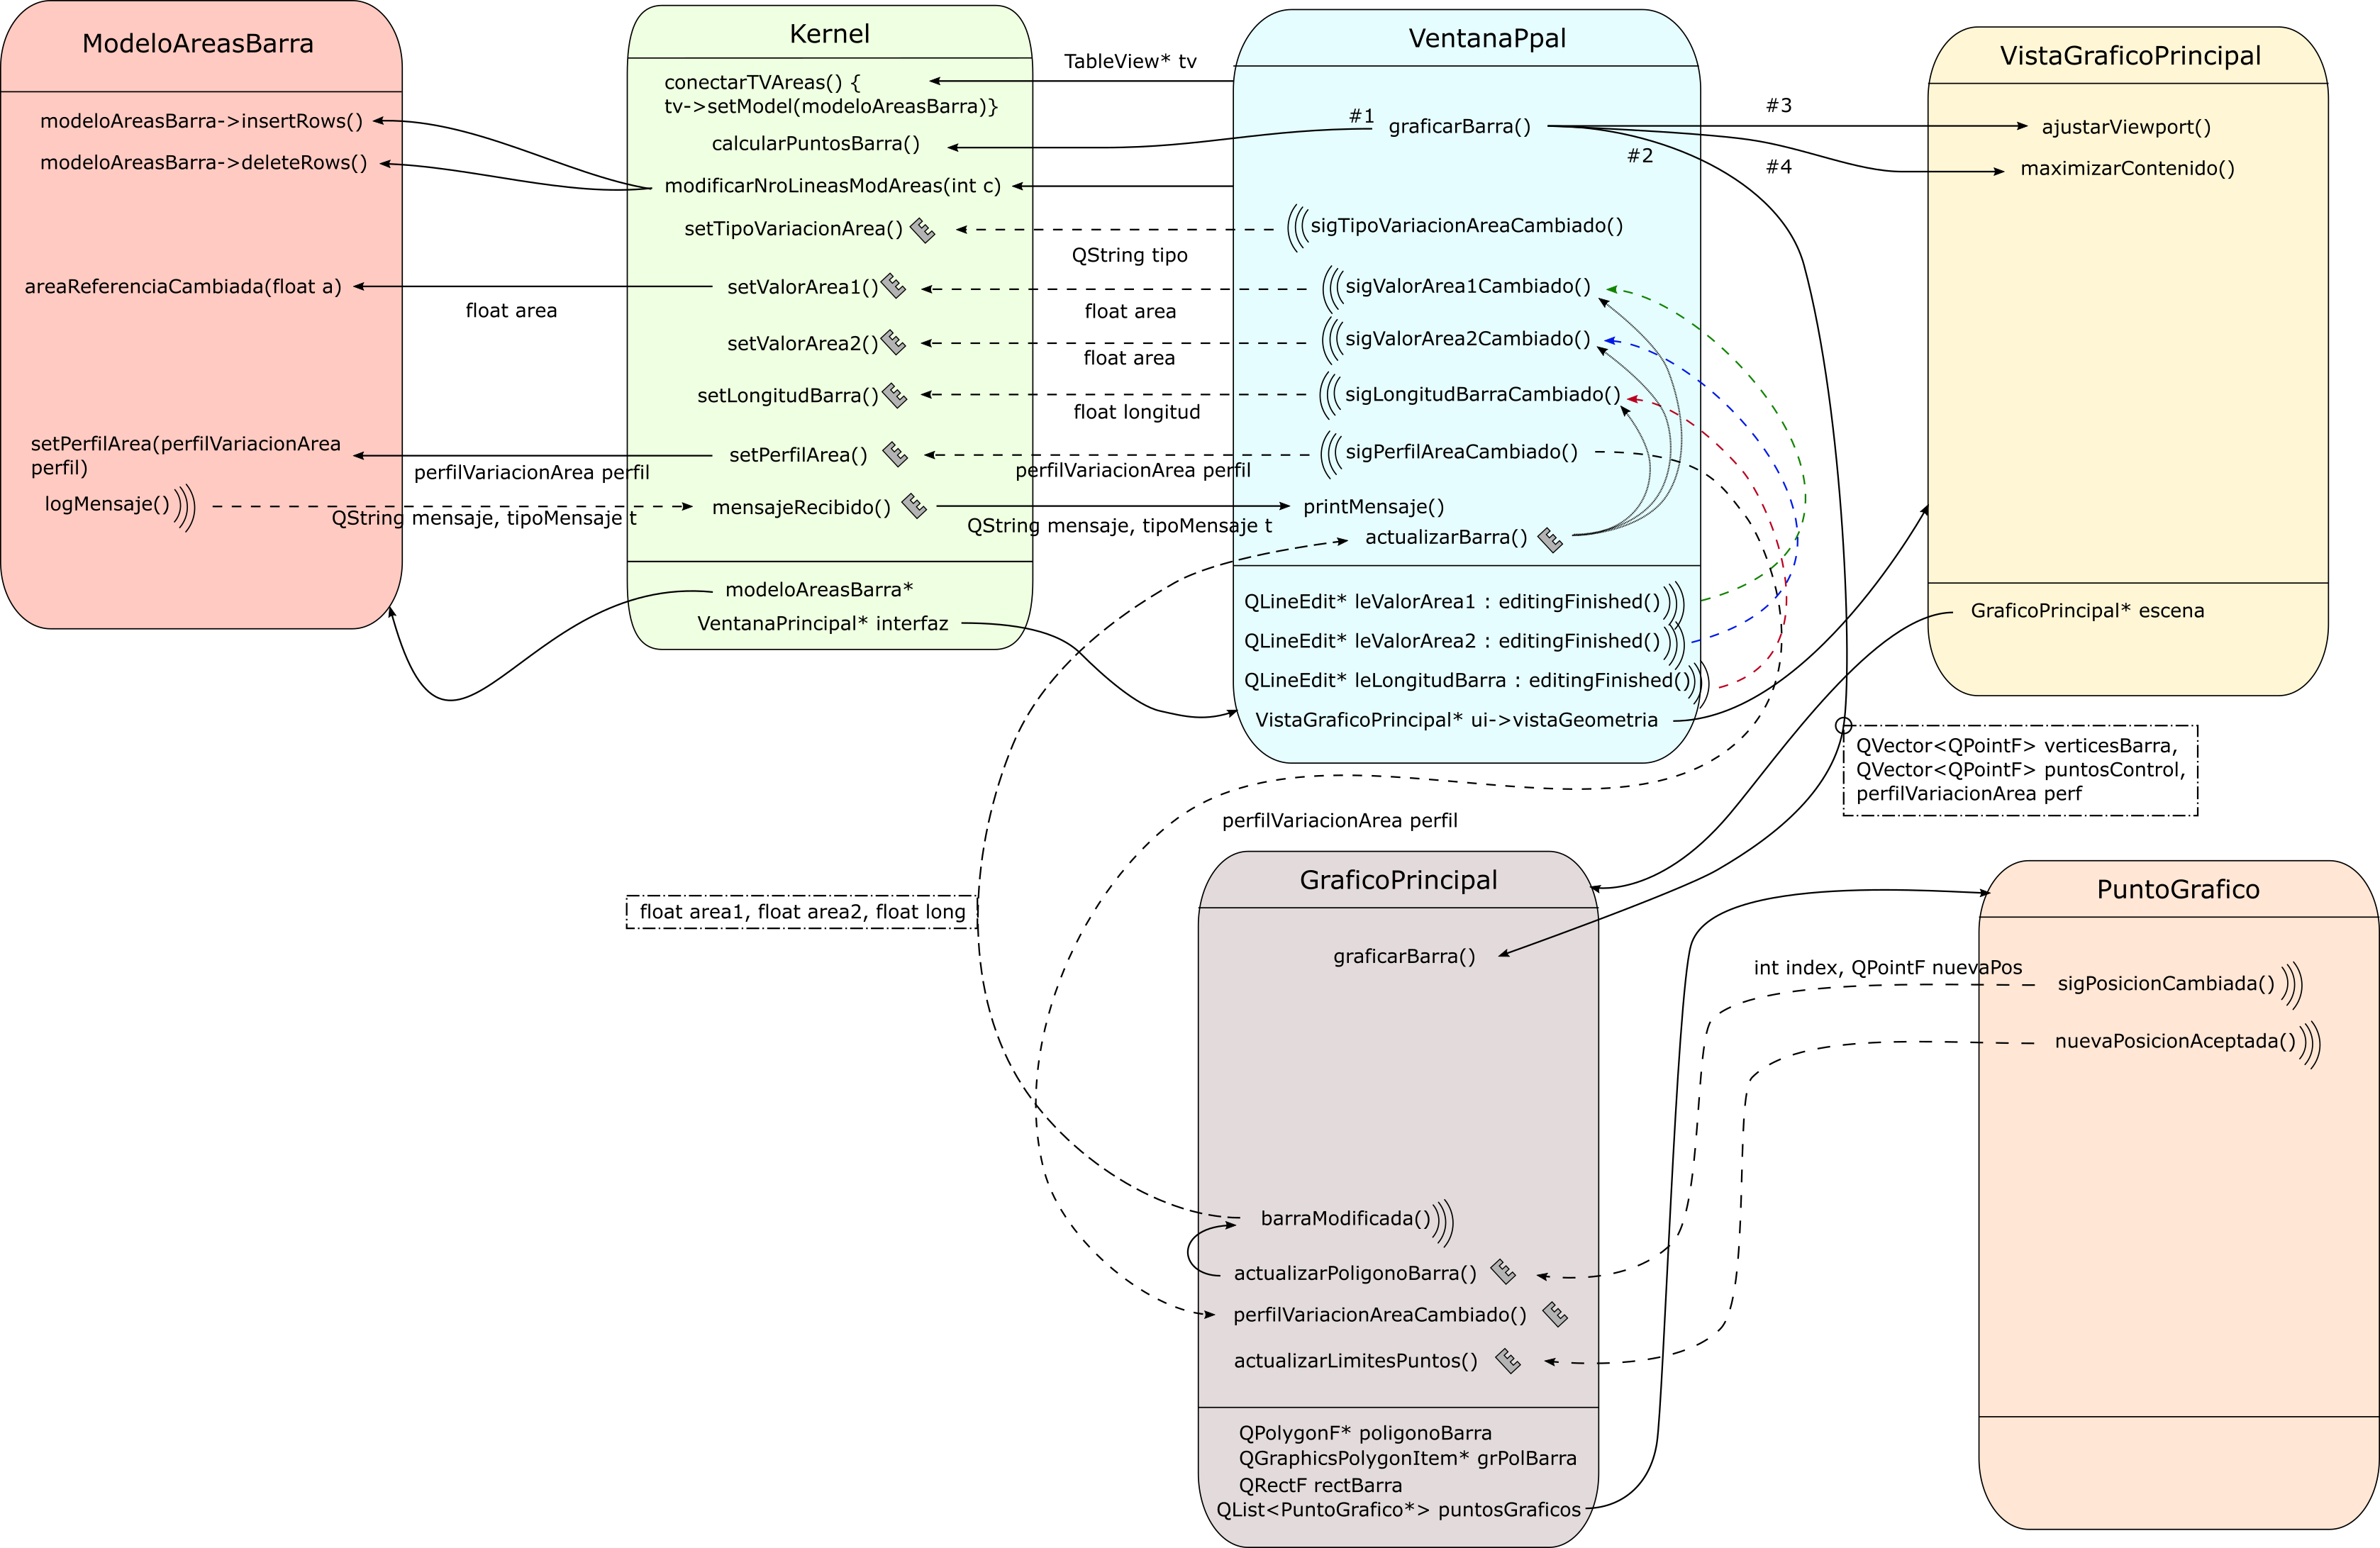 ModeloAreasBarra
modeloAreasBarra->insertRows()
modeloAreasBarra->deleteRows()
areaReferenciaCambiada(float a)
float area
setPerfilArea(perfilVariacionArea
perfil)
perfilVariacionArea perfil
logMensaje()
QString mensaje, tipoMensaje t
Kernel
conectarTVAreas() {
tv->setModel(modeloAreasBarra)}
calcularPuntosBarra()
modificarNroLineasModAreas(int c)
setTipoVariacionArea()
setValorArea1()
setValorArea2()
setLongitudBarra()
setPerfilArea()
mensajeRecibido()
modeloAreasBarra*
VentanaPrincipal* interfaz
TableView* tv
#1
QString tipo
float area
float area
float longitud
perfilVariacionArea perfil
QString mensaje, tipoMensaje t
VentanaPpal
graficarBarra()
sigTipoVariacionAreaCambiado()
sigValorArea1Cambiado()
sigValorArea2Cambiado()
sigLongitudBarraCambiado()
sigPerfilAreaCambiado()
printMensaje()
actualizarBarra()
QLineEdit* leValorArea1 : editingFinished()
QLineEdit* leValorArea2 : editingFinished()
QLineEdit* leLongitudBarra : editingFinished()
VistaGraficoPrincipal* ui->vistaGeometria
#3
#2
#4
VistaGraficoPrincipal
ajustarViewport()
maximizarContenido()
GraficoPrincipal* escena
QVector<QPointF> verticesBarra,
QVector<QPointF> puntosControl,
perfilVariacionArea perf
perfilVariacionArea perfil
float area1, float area2, float long
GraficoPrincipal
graficarBarra()
barraModificada()
actualizarPoligonoBarra()
perfilVariacionAreaCambiado()
actualizarLimitesPuntos()
QPolygonF* poligonoBarra
QGraphicsPolygonItem* grPolBarra
QRectF rectBarra
QList<PuntoGrafico*> puntosGraficos
int index, QPointF nuevaPos
PuntoGrafico
sigPosicionCambiada()
nuevaPosicionAceptada()